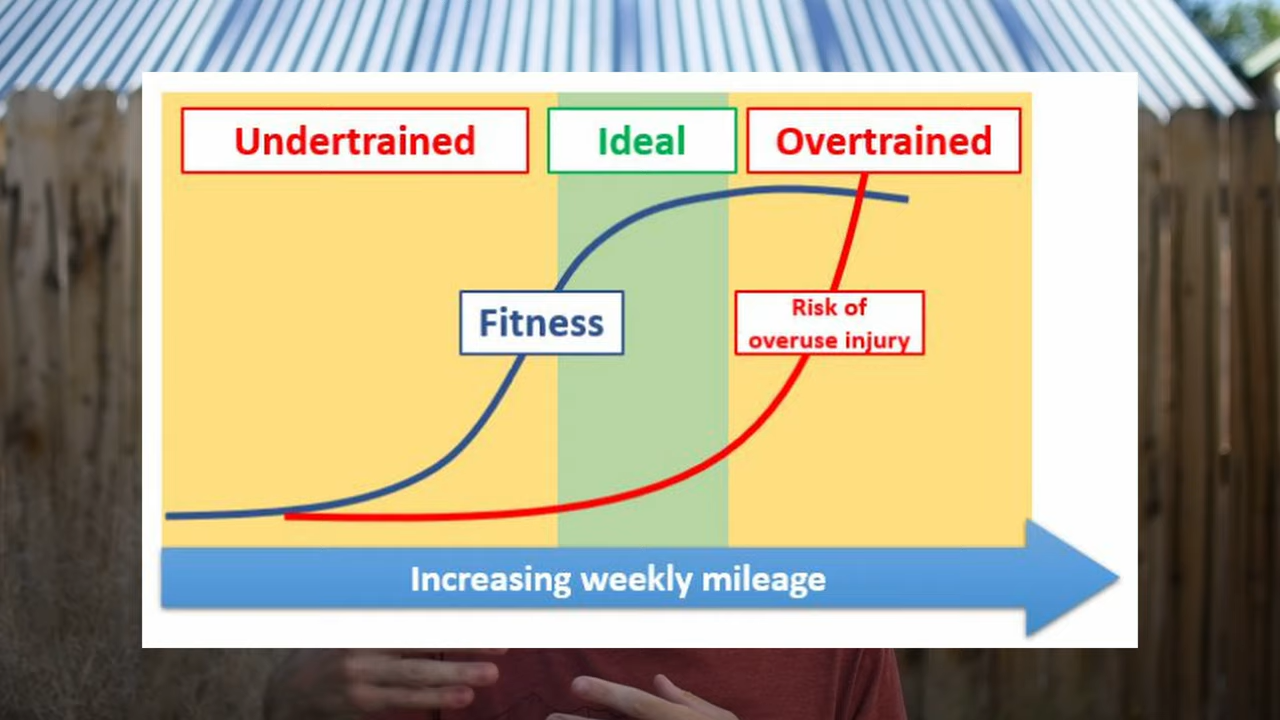 Undertrained
Ideal
Overtrained
Fitness
Risk of
overuse injury
Increasing weekly mileage